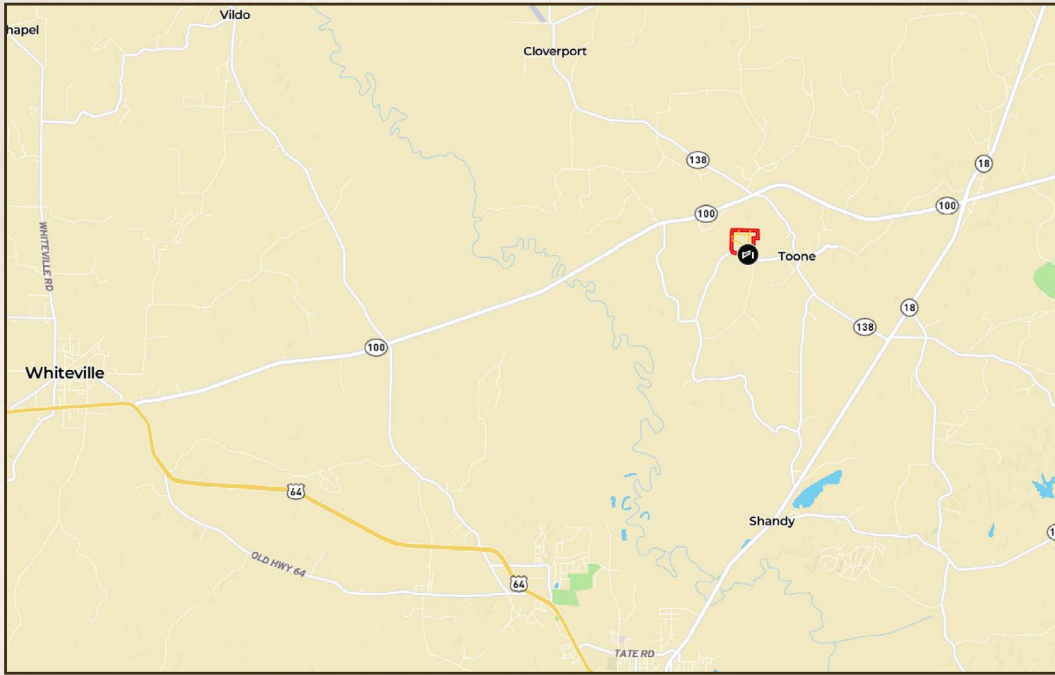 Vildo
hapel
Cloverport
138
18
100
100
WHITEVILLE RD
Toone
18
138
100
Whiteville
64
Shandy
OLD HWY 64
64
TATE RD